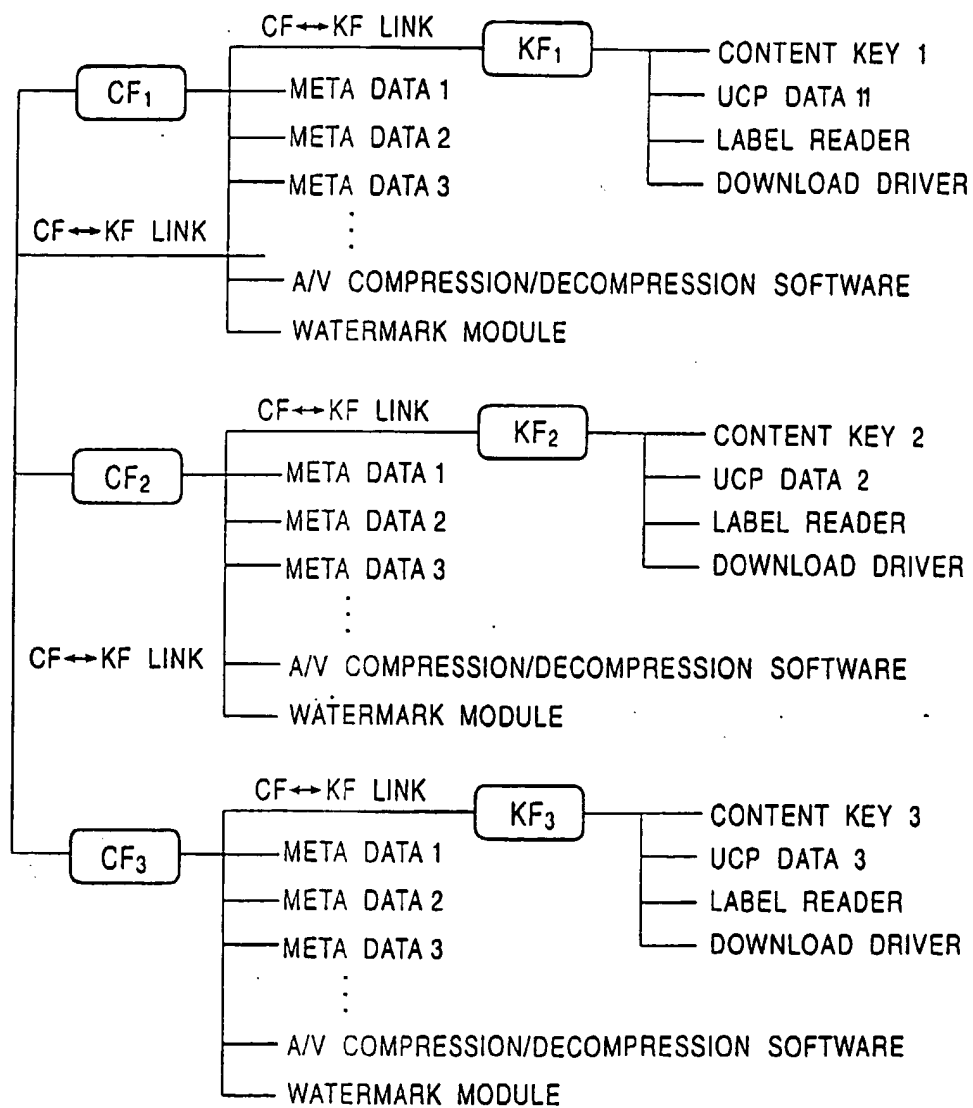 CF↔KF LINK
KF₁
CONTENT KEY 1
CF₁
META DATA 1
UCP DATA 11
META DATA 2
LABEL READER
META DATA 3
DOWNLOAD DRIVER
CF↔KF LINK
A/V COMPRESSION/DECOMPRESSION SOFTWARE
WATERMARK MODULE
CF↔KF LINK
KF₂
CONTENT KEY 2
CF₂
META DATA 1
UCP DATA 2
META DATA 2
LABEL READER
META DATA 3
DOWNLOAD DRIVER
CF↔KF LINK
A/V COMPRESSION/DECOMPRESSION SOFTWARE
WATERMARK MODULE
CF↔KF LINK
KF₃
CONTENT KEY 3
CF₃
META DATA 1
UCP DATA 3
META DATA 2
LABEL READER
META DATA 3
DOWNLOAD DRIVER
A/V COMPRESSION/DECOMPRESSION SOFTWARE
WATERMARK MODULE